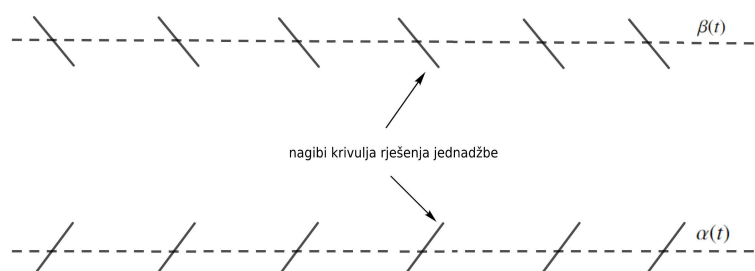 β(t)
nagibi krivulja rješenja jednadžbe
α(t)